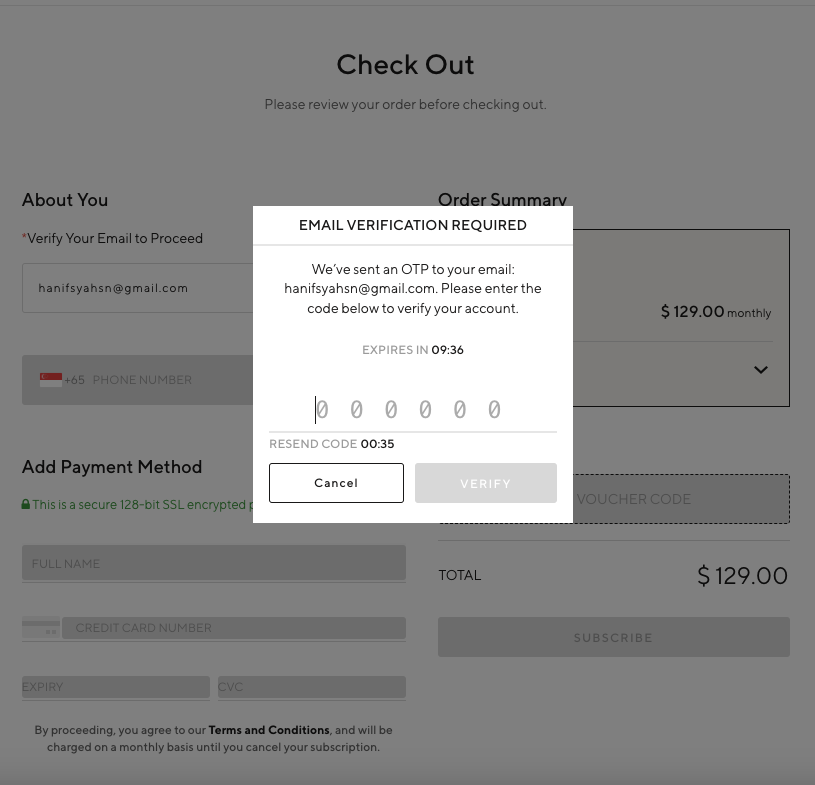 Check Out
Please review your order before checking out.
About You
*Verify Your Email to Proceed
hanifsyahsn@gmail.com
+65 PHONE NUMBER
Add Payment Method
This is a secure 128-bit SSL encrypted
FULL NAME
CREDIT CARD NUMBER
EXPIRY
CVC
By proceeding, you agree to our Terms and Conditions, and will be
charged on a monthly basis until you cancel your subscription.
EMAIL VERIFICATION REQUIRED
We've sent an OTP to your email:
hanifsyahsn@gmail.com. Please enter the
code below to verify your account.
EXPIRES IN 09:36
0 0 0 0 0 0
RESEND CODE 00:35
Cancel
VERIFY
Order Summary
$ 129.00 monthly
VOUCHER CODE
TOTAL
$ 129.00
SUBSCRIBE